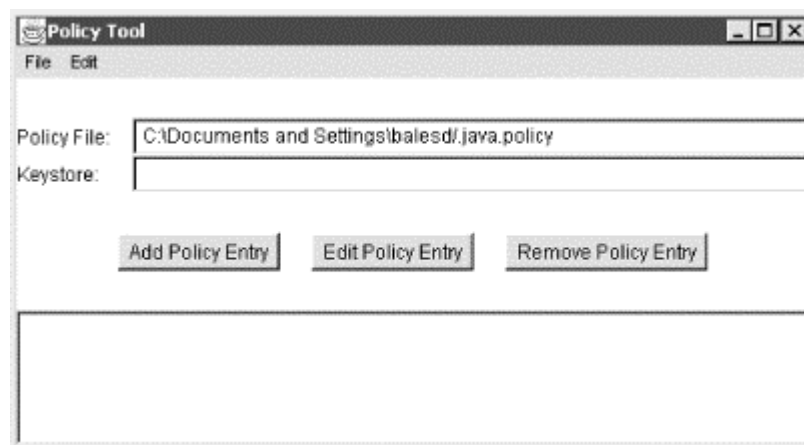 Policy Tool
File Edit
Policy File: C:\Documents and Settings\balesd/.java.policy
Keystore:
Add Policy Entry Edit Policy Entry Remove Policy Entry